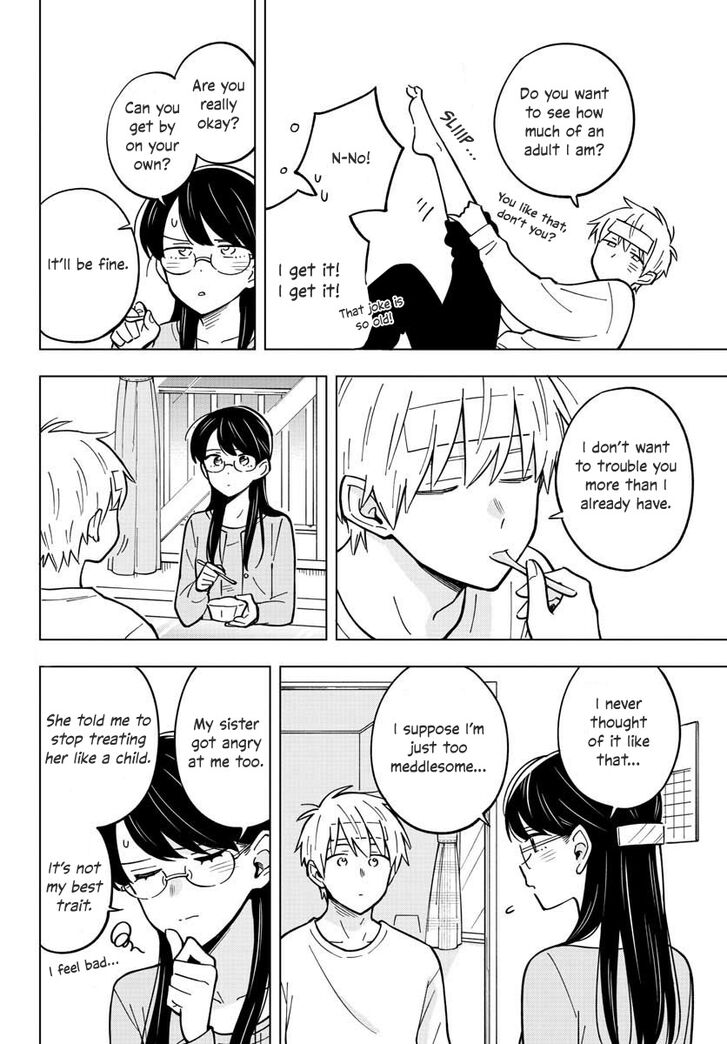 Do you want
to see how
much of an
adult I am?
SLIIIP...
You like that,
don't you?
N-No!
I get it!
I get it!
That joke is
so old!
Are you
really
okay?
Can you
get by
on your
own?
It'll be fine.
I don't want
to trouble you
more than I
already have.
I never
thought
of it like
that...
I suppose I'm
just too
meddlesome...
My sister
got angry
at me too.
She told me to
stop treating
her like a child.
It's not
my best
trait.
I feel bad...